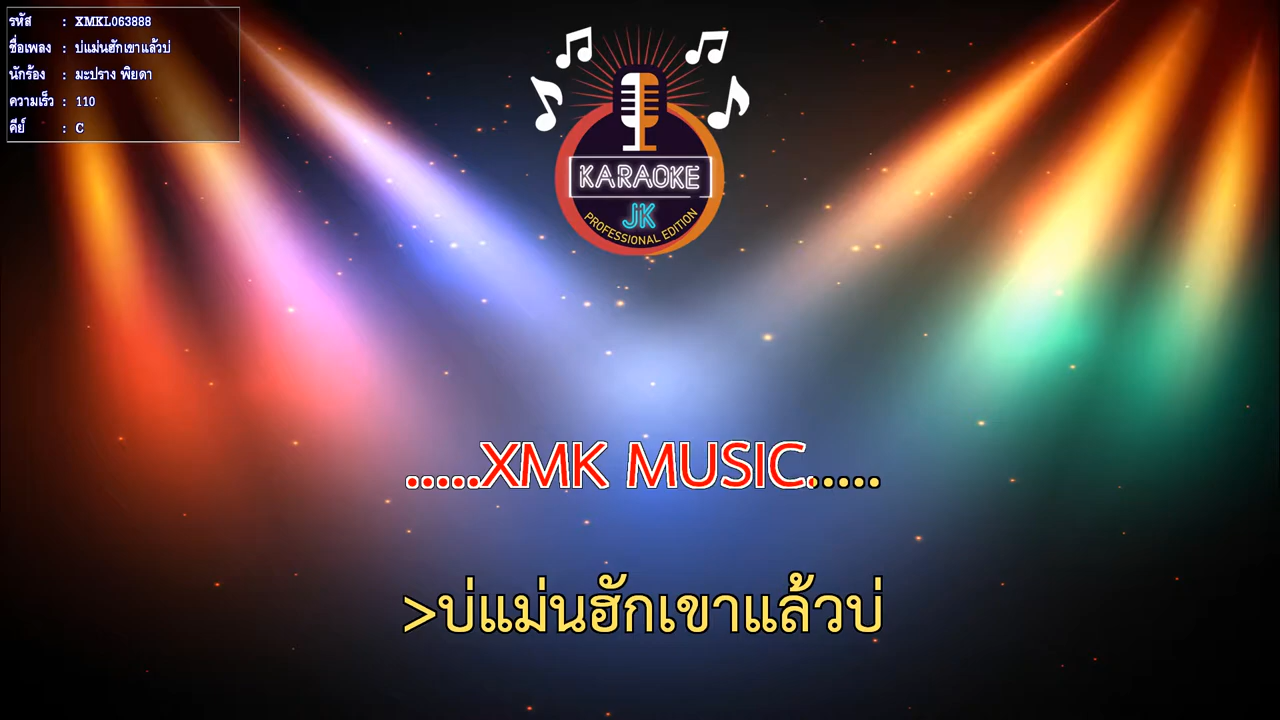 รหัส : XMKL063888
ชื่อเพลง : บ่แม่นฮักเขาแล้วบ่
นักร้อง : มะปราง พิยดา
ความเร็ว : 110
คีย์ : C
KARAOKE
JK
PROFESSIONAL EDITION
.....XMK MUSIC.....
>บ่แม่นฮักเขาแล้วบ่